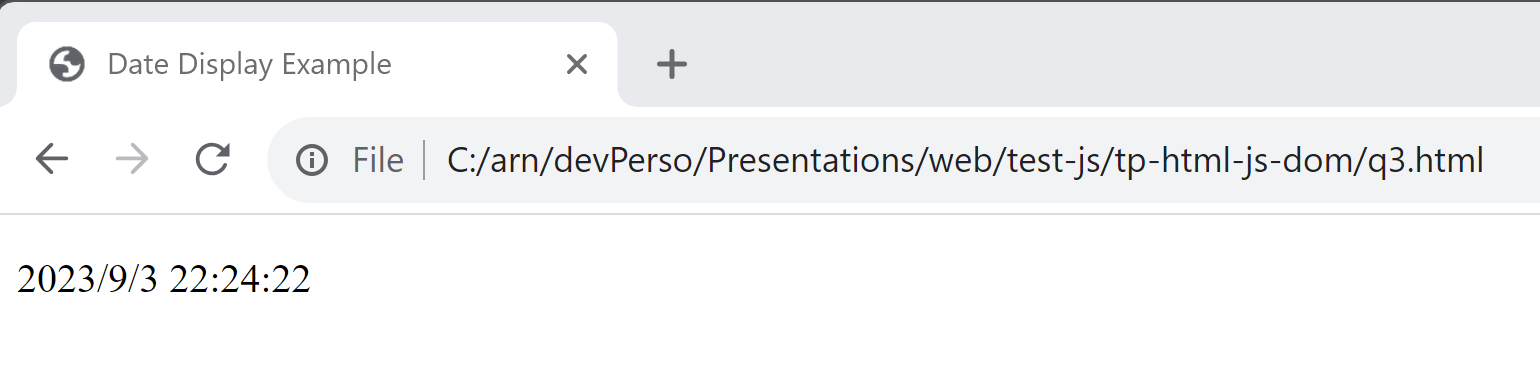 Date Display Example
File C:/arn/devPerso/Presentations/web/test-js/tp-html-js-dom/q3.html
2023/9/3 22:24:22